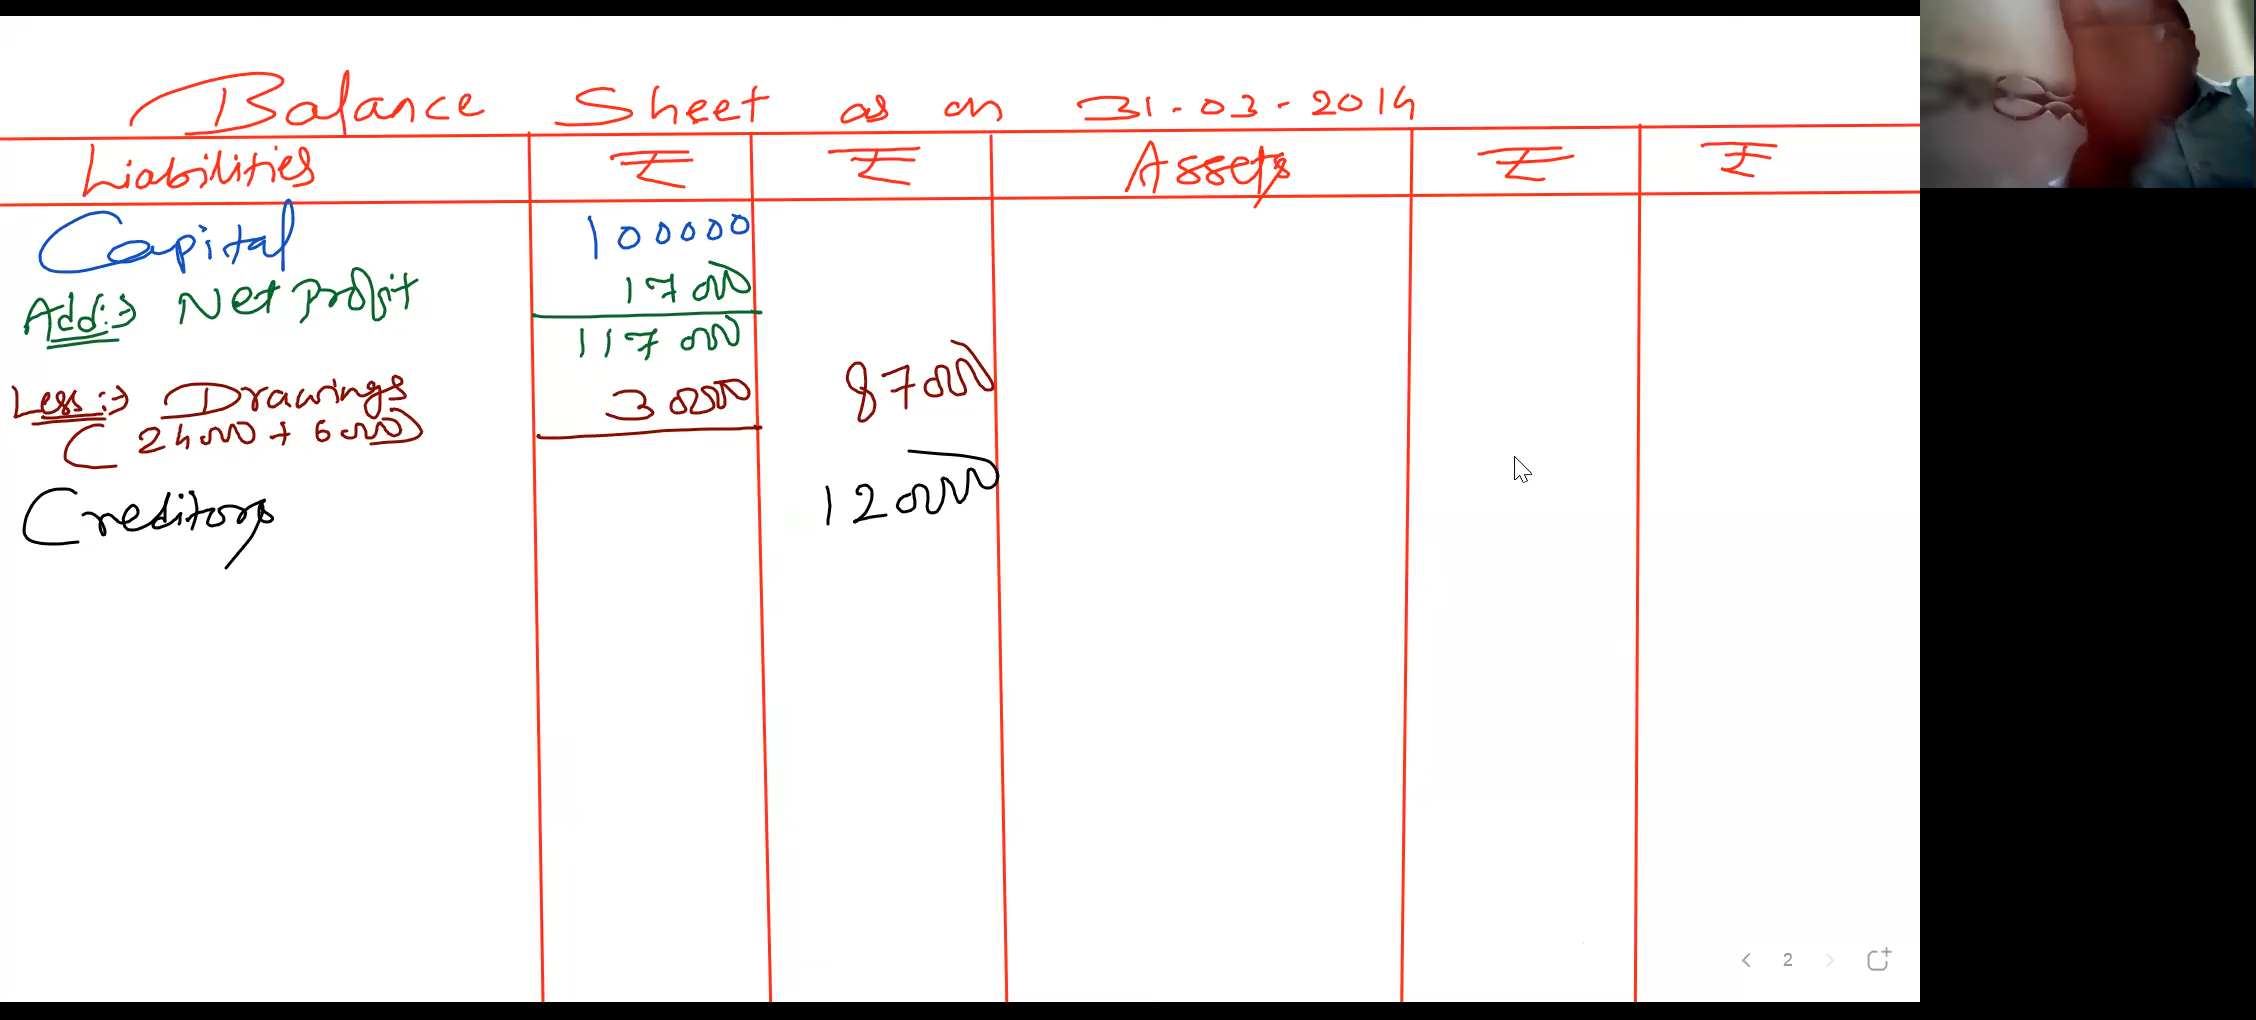 Balance Sheet as on 31-03-2014
Liabilities ₹ ₹ Assets ₹ ₹
Capital 100000
Add:→ Net Profit 17000
117000
Less:→ Drawings 30000 87000
(24000 + 6000)
Creditors 120000
2